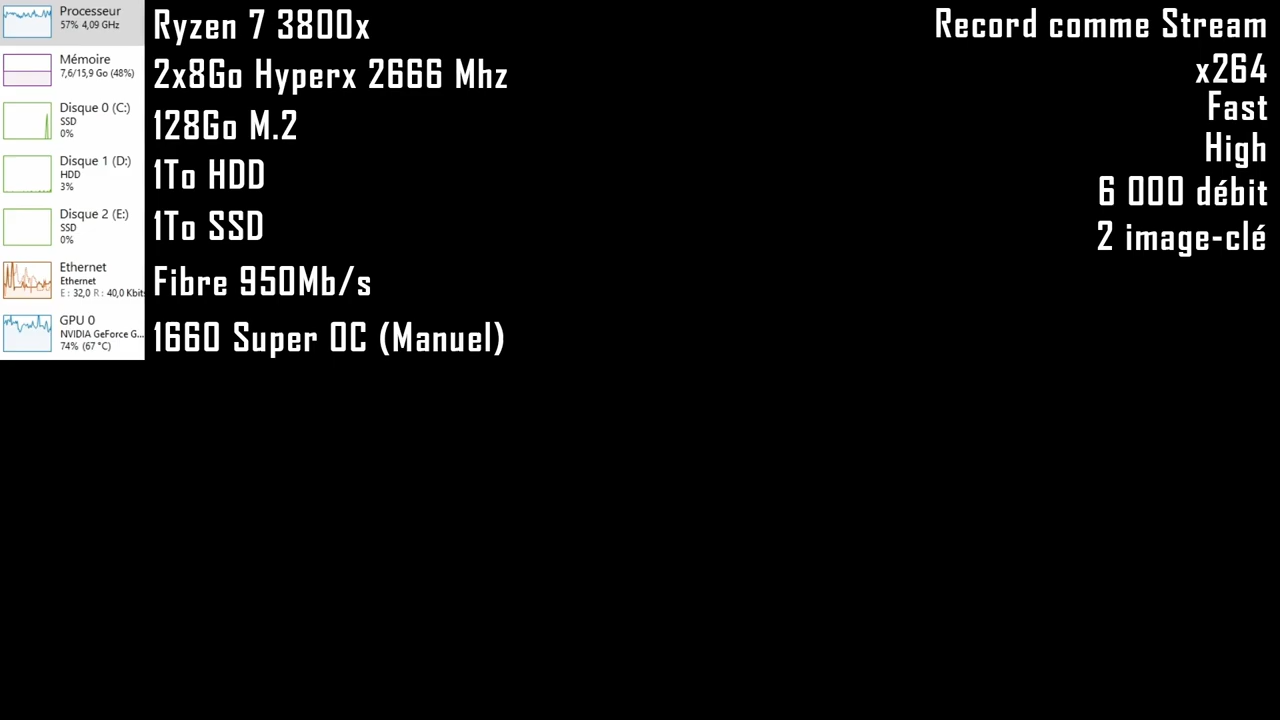 Processeur
57% 4,09 GHz
Ryzen 7 3800x
Mémoire
7,6/15,9 Go (48%)
2x8Go Hyperx 2666 Mhz
Disque 0 (C:)
SSD
0%
128Go M.2
Disque 1 (D:)
HDD
3%
1To HDD
Disque 2 (E:)
SSD
0%
1To SSD
Ethernet
Ethernet
E : 32,0 R : 40,0 Kbits
Fibre 950Mb/s
GPU 0
NVIDIA GeForce G...
74% (67 °C)
1660 Super OC (Manuel)
Record comme Stream
x264
Fast
High
6 000 débit
2 image-clé